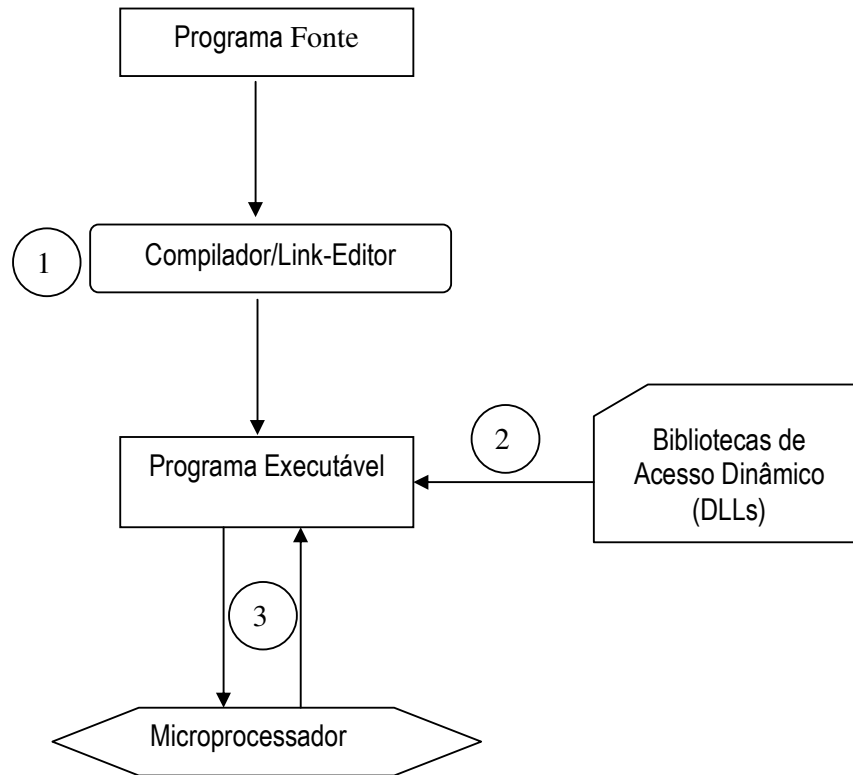 Programa Fonte
1
Compilador/Link-Editor
2
Programa Executável
Bibliotecas de
Acesso Dinâmico
(DLLs)
3
Microprocessador